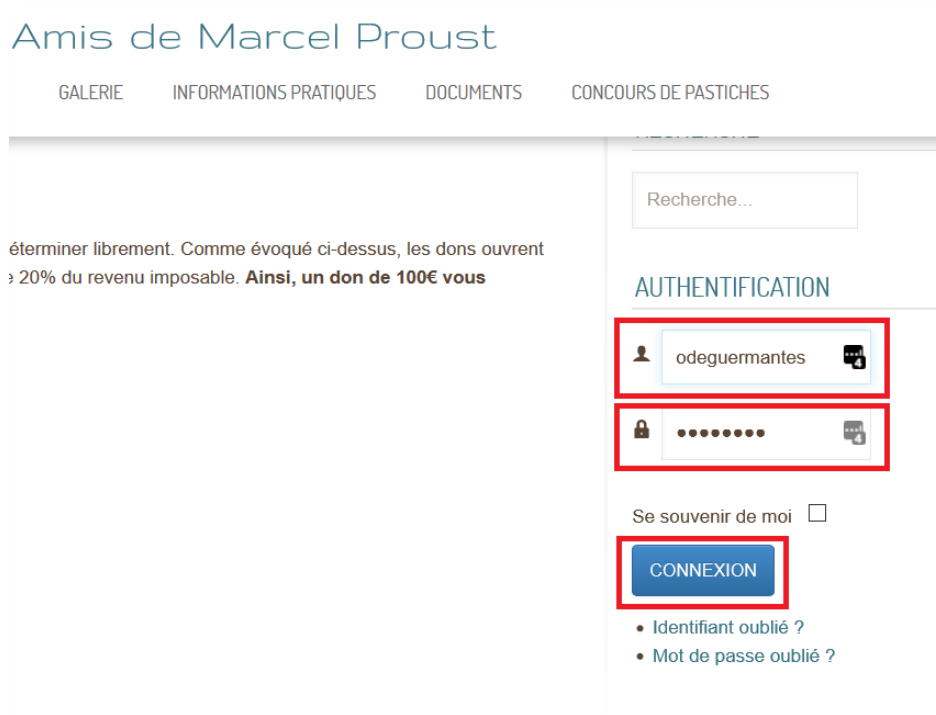 Amis de Marcel Proust
GALERIE INFORMATIONS PRATIQUES DOCUMENTS CONCOURS DE PASTICHES
Recherche...
éterminer librement. Comme évoqué ci-dessus, les dons ouvrent
20% du revenu imposable. Ainsi, un don de 100€ vous
AUTHENTIFICATION
odeguermantes
••••••••
Se souvenir de moi
CONNEXION
• Identifiant oublié ?
• Mot de passe oublié ?